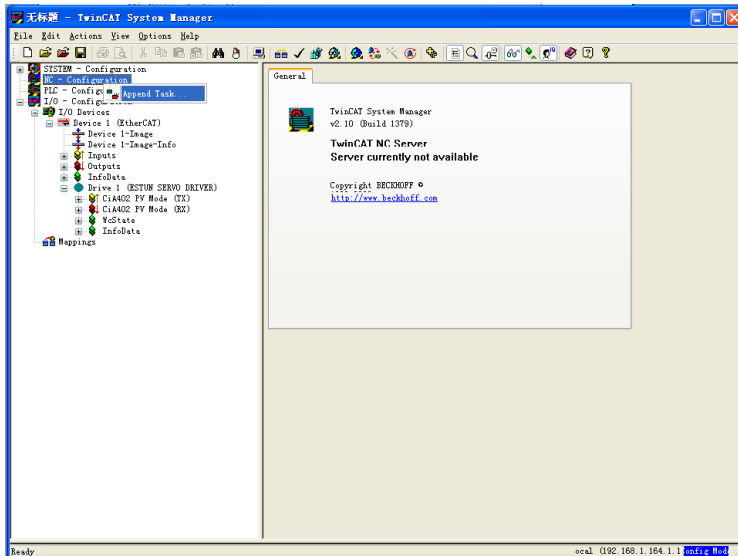 无标题 - TwinCAT System Manager
File Edit Actions View Options Help
SYSTEM - Configuration
NC - Configuration
PLC - Configu
Append Task...
I/O - Config
I/O Devices
Device 1 (EtherCAT)
Device 1-Image
Device 1-Image-Info
Inputs
Outputs
InfoData
Drive 1 (ESTUN SERVO DRIVER)
CiA402 PV Mode (TX)
CiA402 PV Mode (RX)
WcState
InfoData
Mappings
General
TwinCAT System Manager
v2.10 (Build 1379)
TwinCAT NC Server
Server currently not available
Copyright BECKHOFF ©
http://www.beckhoff.com
Ready
ocal (192.168.1.164.1.1 onfig Mod